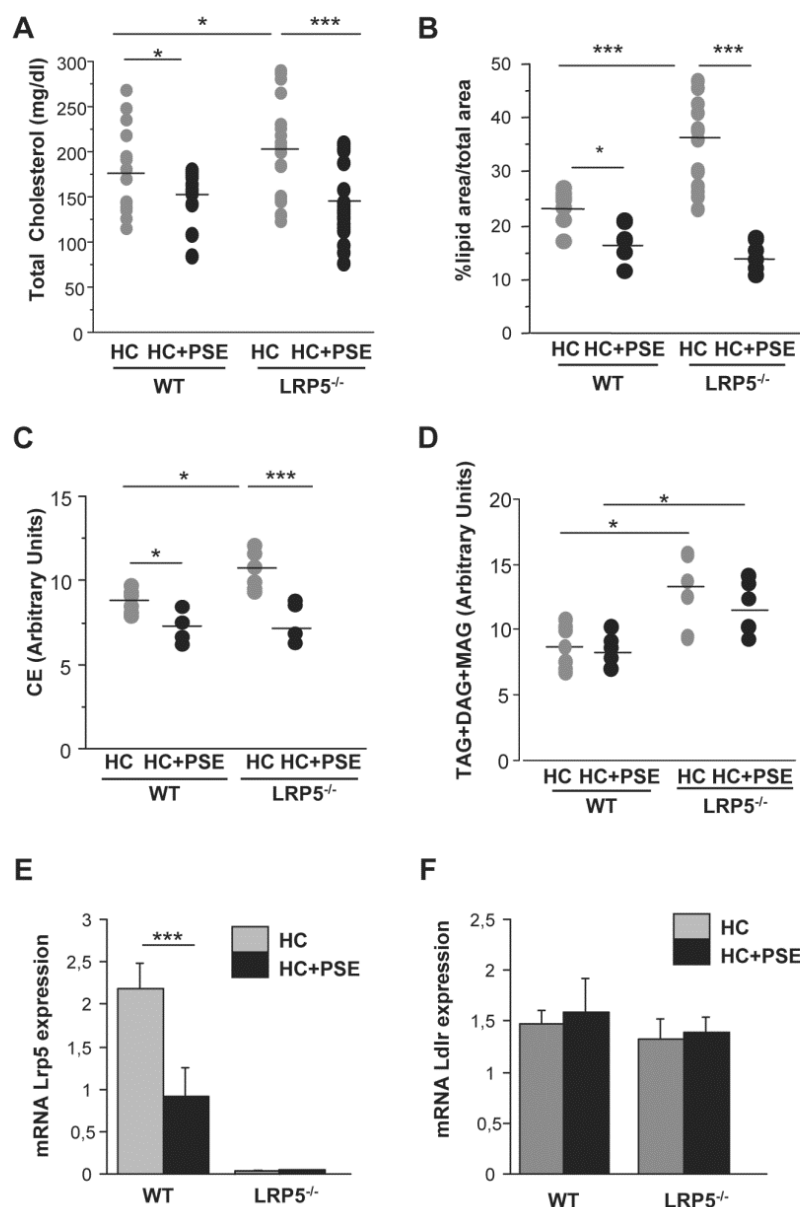 A
*
***
*
Total Cholesterol (mg/dl)
300
250
200
150
100
50
0
HC HC+PSE HC HC+PSE
WT LRP5-/-
B
***
***
*
%lipid area/total area
50
40
30
20
10
0
HC HC+PSE HC HC+PSE
WT LRP5-/-
C
*
***
*
CE (Arbitrary Units)
15
10
5
0
HC HC+PSE HC HC+PSE
WT LRP5-/-
D
*
*
TAG+DAG+MAG (Arbitrary Units)
20
15
10
5
0
HC HC+PSE HC HC+PSE
WT LRP5-/-
E
***
HC
HC+PSE
mRNA Lrp5 expression
3
2,5
2
1,5
1
0,5
0
WT LRP5-/-
F
HC
HC+PSE
mRNA Ldlr expression
2,5
2
1,5
1
0,5
0
WT LRP5-/-